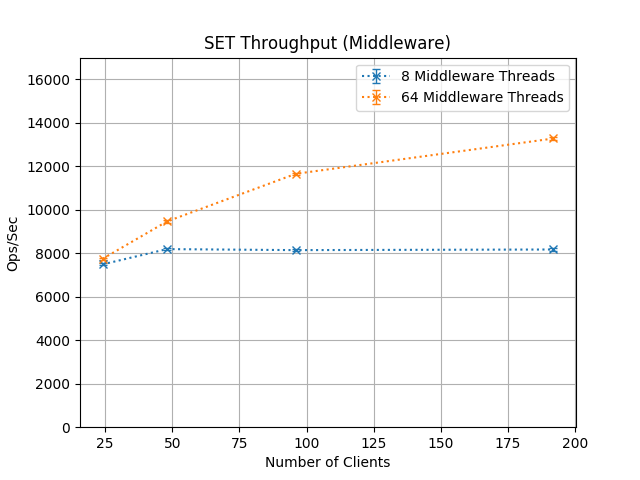 SET Throughput (Middleware)
8 Middleware Threads
64 Middleware Threads
16000
14000
12000
10000
8000
6000
4000
2000
0
Ops/Sec
25 50 75 100 125 150 175 200
Number of Clients